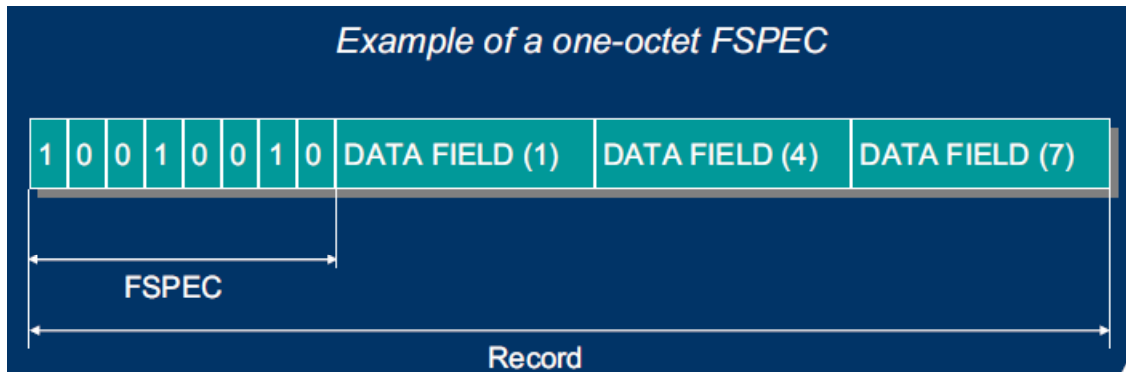 Example of a one-octet FSPEC
1 0 0 1 0 0 1 0 DATA FIELD (1) DATA FIELD (4) DATA FIELD (7)
FSPEC
Record